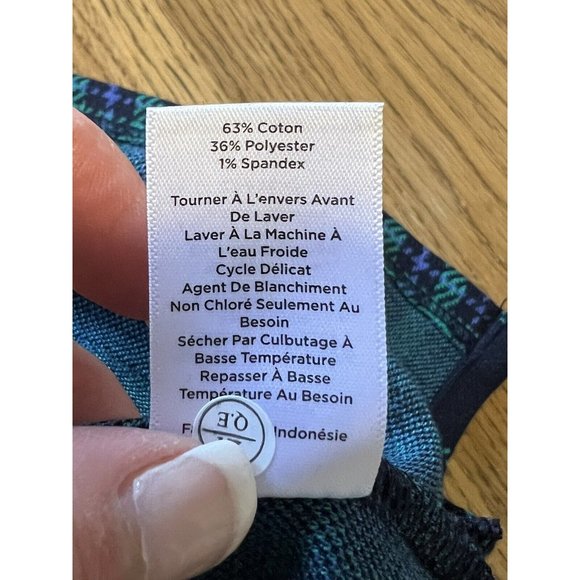 63% Coton
36% Polyester
1% Spandex
Tourner À L'envers Avant
De Laver
Laver À La Machine À
L'eau Froide
Cycle Délicat
Agent De Blanchiment
Non Chloré Seulement Au
Besoin
Sécher Par Culbutage À
Basse Température
Repasser À Basse
Température Au Besoin
Indonésie
Q.E